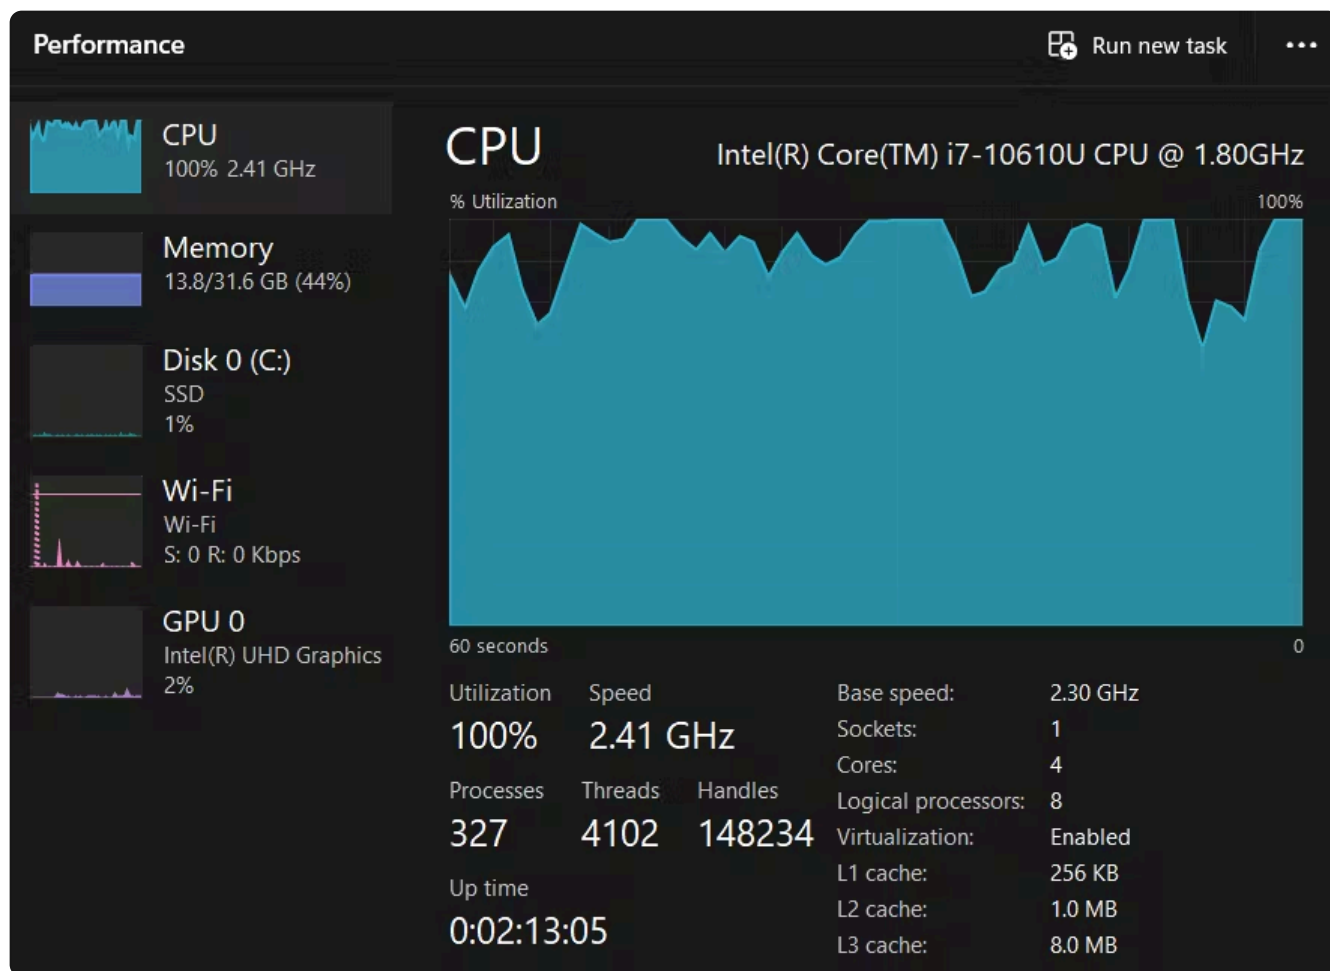 Performance
Run new task
CPU
100% 2.41 GHz
Memory
13.8/31.6 GB (44%)
Disk 0 (C:)
SSD
1%
Wi-Fi
Wi-Fi
S: 0 R: 0 Kbps
GPU 0
Intel(R) UHD Graphics
2%
CPU
Intel(R) Core(TM) i7-10610U CPU @ 1.80GHz
% Utilization
100%
60 seconds
0
Utilization Speed
100% 2.41 GHz
Processes Threads Handles
327 4102 148234
Up time
0:02:13:05
Base speed: 2.30 GHz
Sockets: 1
Cores: 4
Logical processors: 8
Virtualization: Enabled
L1 cache: 256 KB
L2 cache: 1.0 MB
L3 cache: 8.0 MB